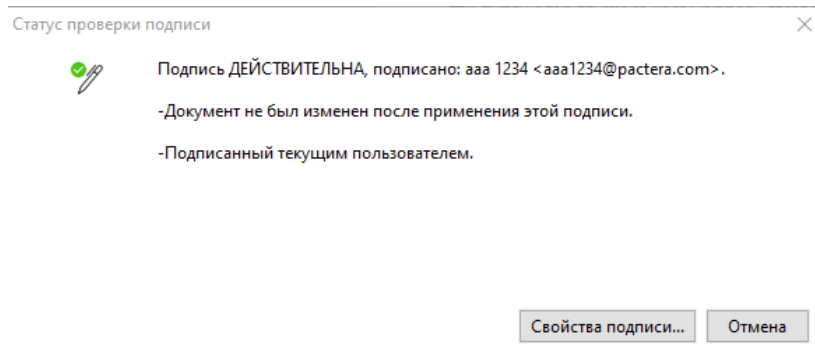 Статус проверки подписи
Подпись ДЕЙСТВИТЕЛЬНА, подписано: aaa 1234 <aaa1234@pactera.com>.
-Документ не был изменен после применения этой подписи.
-Подписанный текущим пользователем.
Свойства подписи...
Отмена